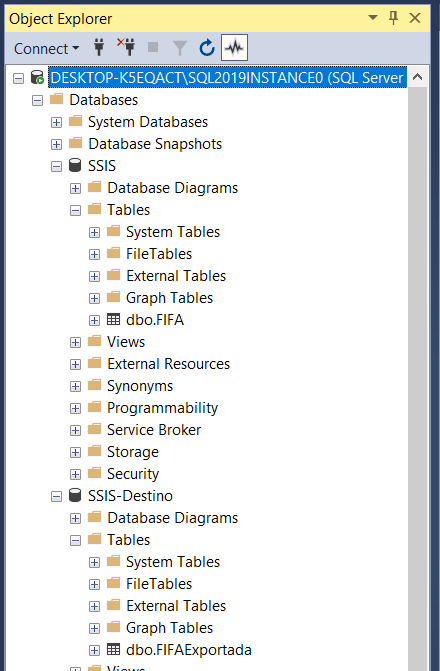 Object Explorer
Connect
DESKTOP-K5EQACT\SQL2019INSTANCE0 (SQL Server
Databases
System Databases
Database Snapshots
SSIS
Database Diagrams
Tables
System Tables
FileTables
External Tables
Graph Tables
dbo.FIFA
Views
External Resources
Synonyms
Programmability
Service Broker
Storage
Security
SSIS-Destino
Database Diagrams
Tables
System Tables
FileTables
External Tables
Graph Tables
dbo.FIFAExportada
Views